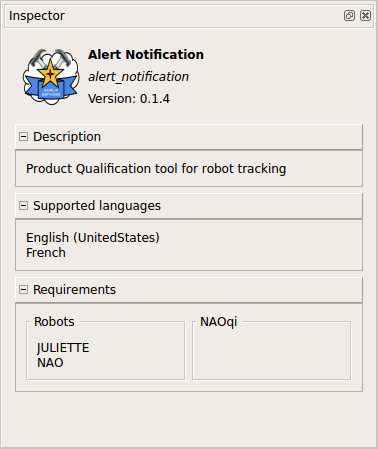 Inspector
Alert Notification
alert_notification
Version: 0.1.4
Description
Product Qualification tool for robot tracking
Supported languages
English (UnitedStates)
French
Requirements
Robots
JULIETTE
NAO
NAOqi